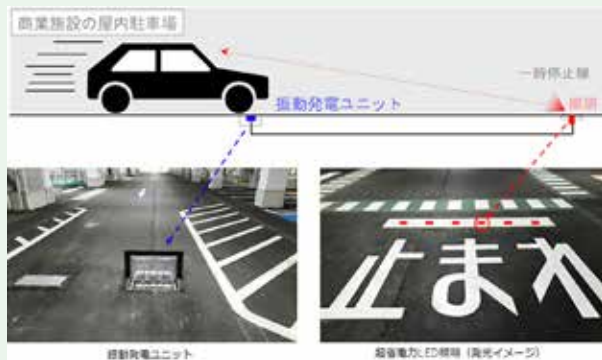 商業施設の屋内駐車場
一時停止線
照明
振動発電ユニット
止まれ
振動発電ユニット
超省電力LED照明（発光イメージ）